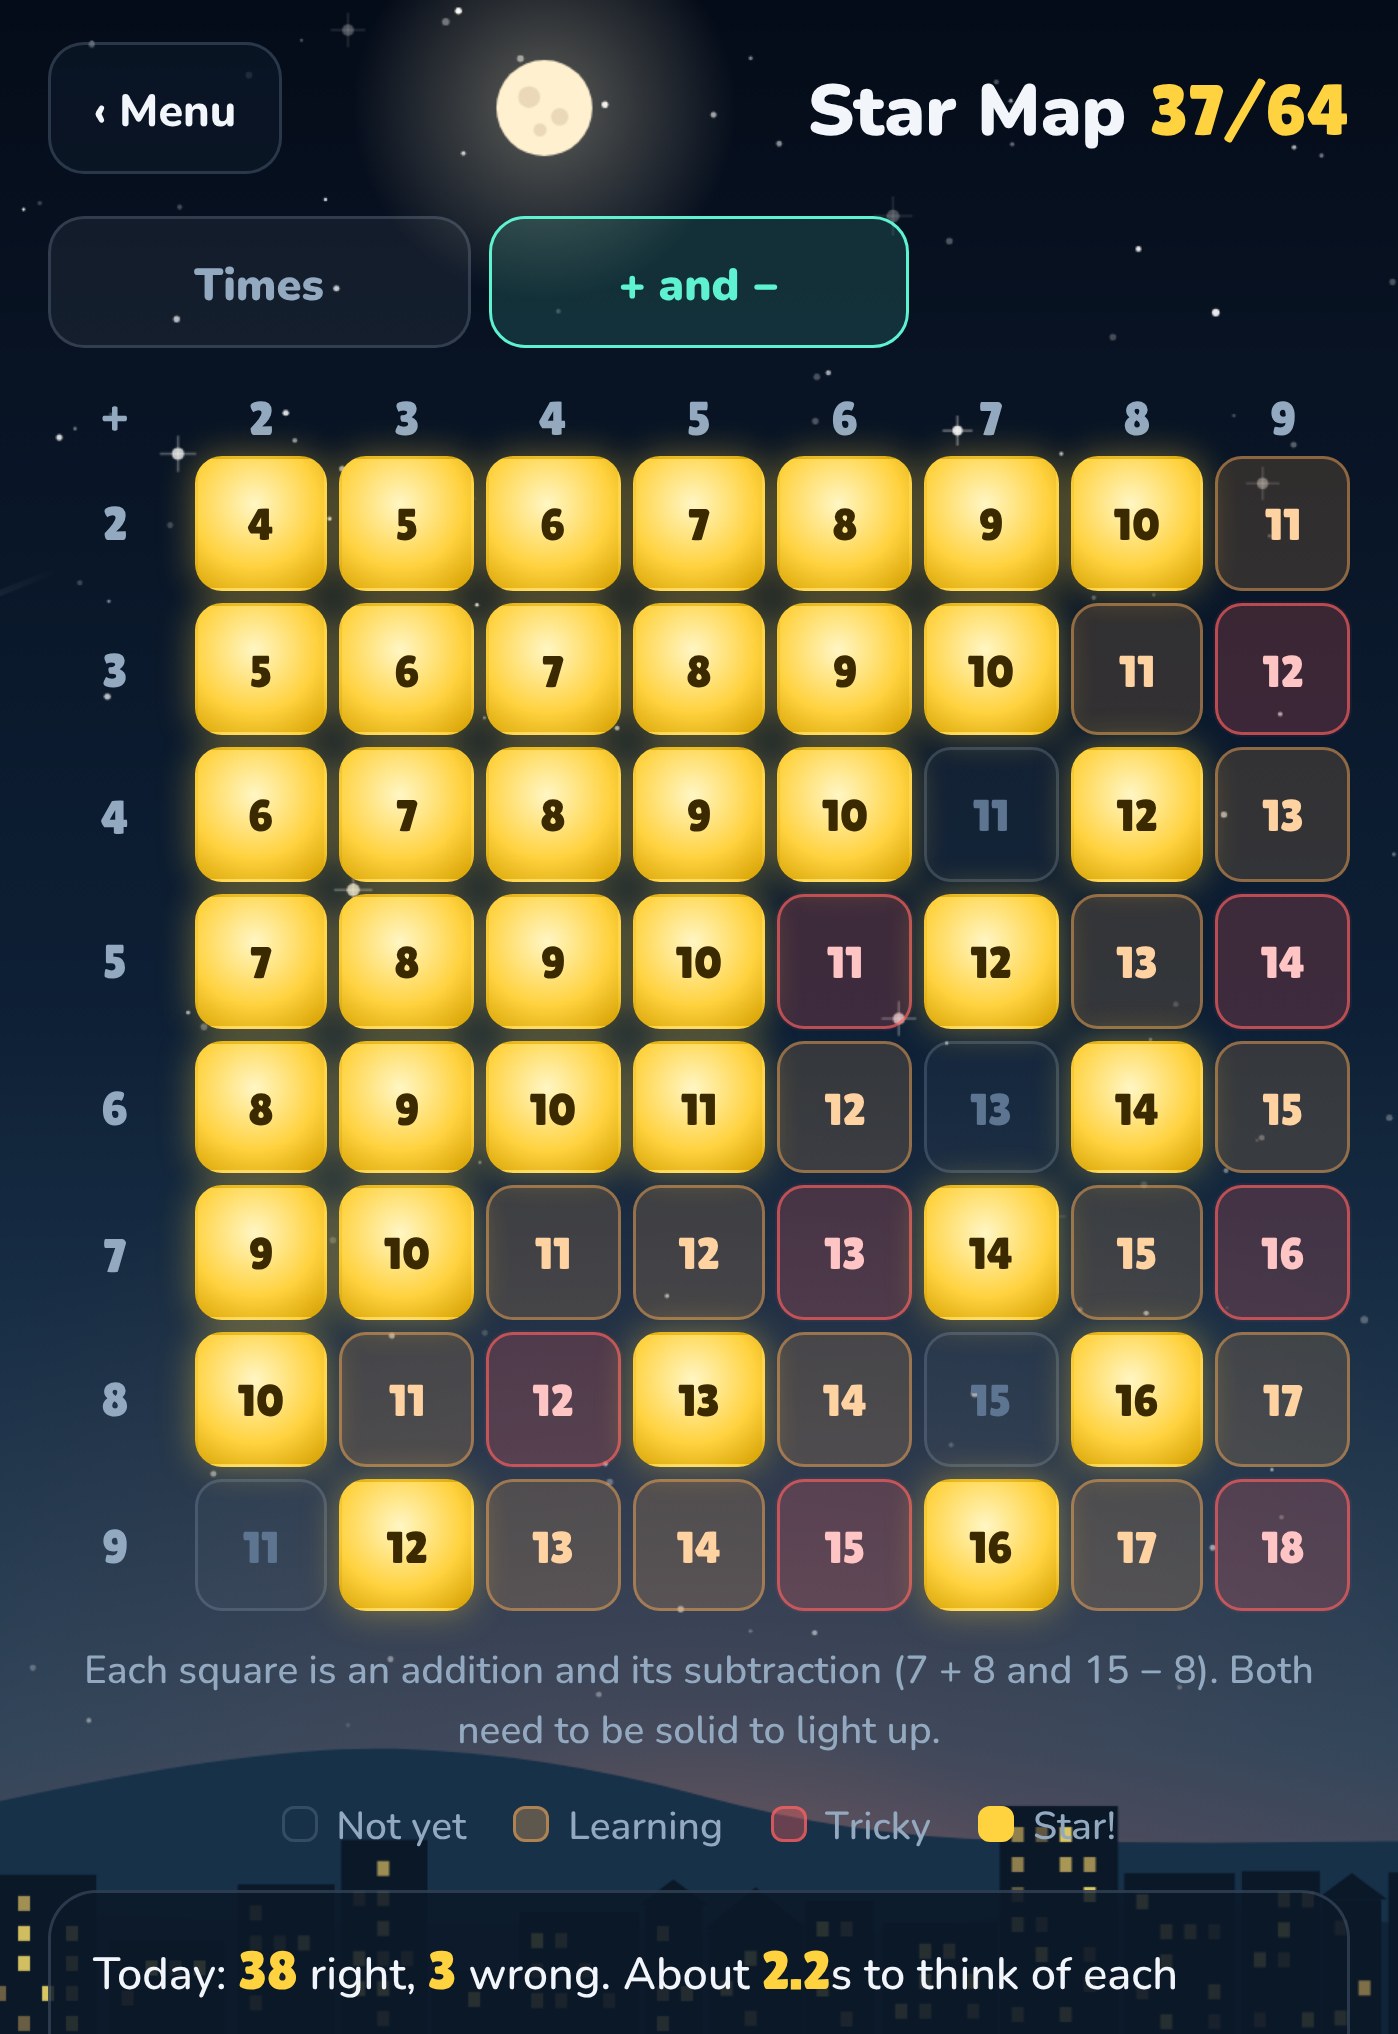 ‹ Menu
Star Map 37/64
Times
+ and −
+ 2 3 4 5 6 7 8 9
2 4 5 6 7 8 9 10 11
3 5 6 7 8 9 10 11 12
4 6 7 8 9 10 11 12 13
5 7 8 9 10 11 12 13 14
6 8 9 10 11 12 13 14 15
7 9 10 11 12 13 14 15 16
8 10 11 12 13 14 15 16 17
9 11 12 13 14 15 16 17 18
Each square is an addition and its subtraction (7 + 8 and 15 − 8). Both
need to be solid to light up.
Not yet Learning Tricky Star!
Today: 38 right, 3 wrong. About 2.2s to think of each